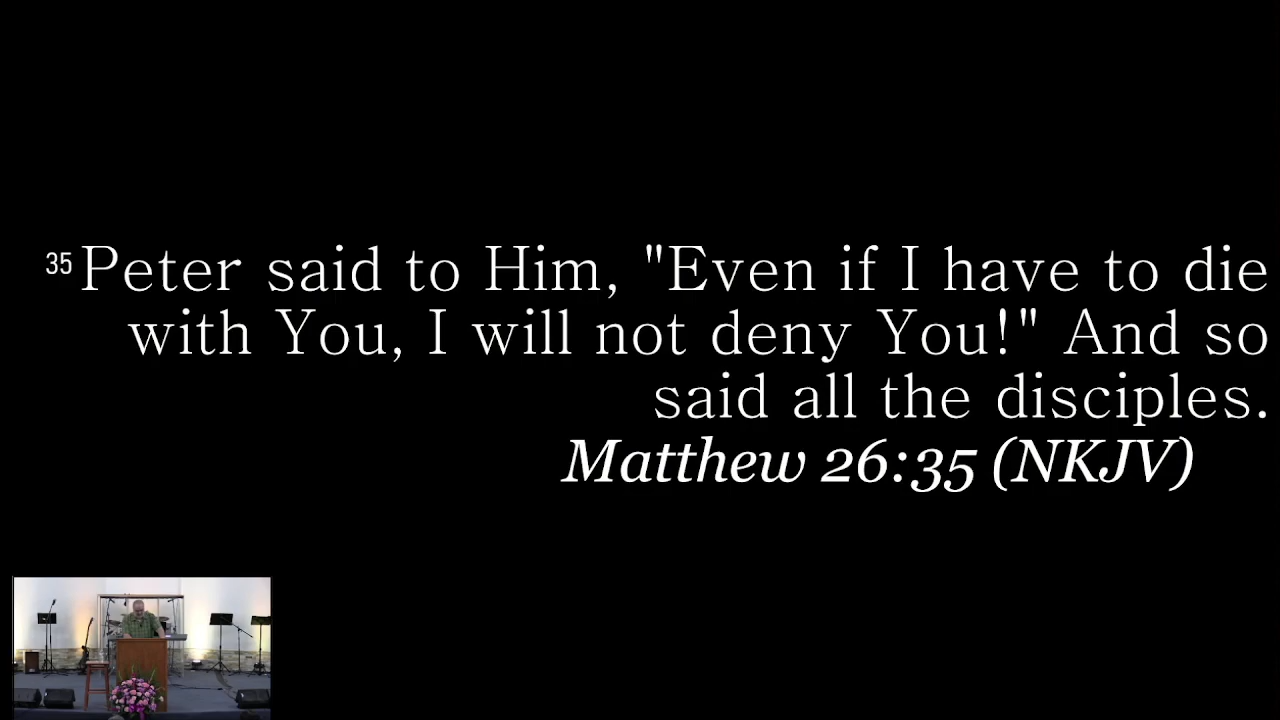 35 Peter said to Him, "Even if I have to die
with You, I will not deny You!" And so
said all the disciples.
Matthew 26:35 (NKJV)